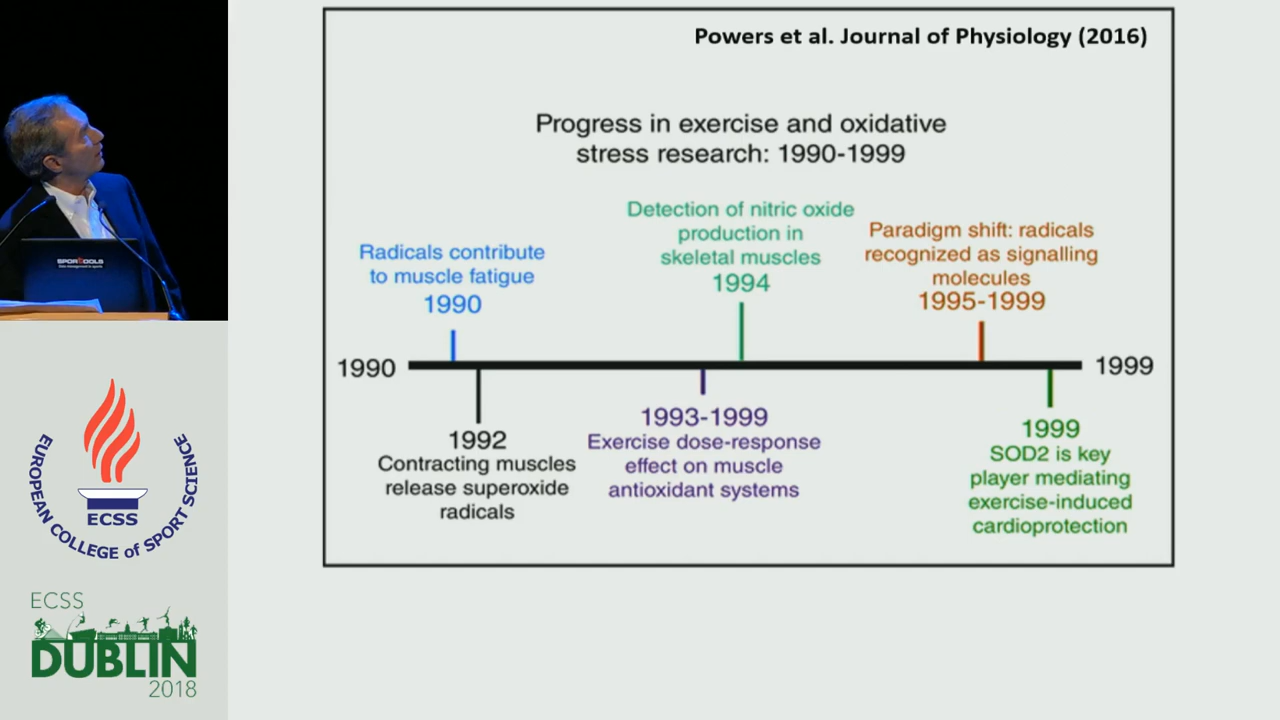 Powers et al. Journal of Physiology (2016)
Progress in exercise and oxidative
stress research: 1990-1999
Radicals contribute
to muscle fatigue
1990
Detection of nitric oxide
production in
skeletal muscles
1994
Paradigm shift: radicals
recognized as signalling
molecules
1995-1999
1990
1999
1992
Contracting muscles
release superoxide
radicals
1993-1999
Exercise dose-response
effect on muscle
antioxidant systems
1999
SOD2 is key
player mediating
exercise-induced
cardioprotection
EUROPEAN COLLEGE of SPORT SCIENCE
ECSS
ECSS
DUBLIN
2018